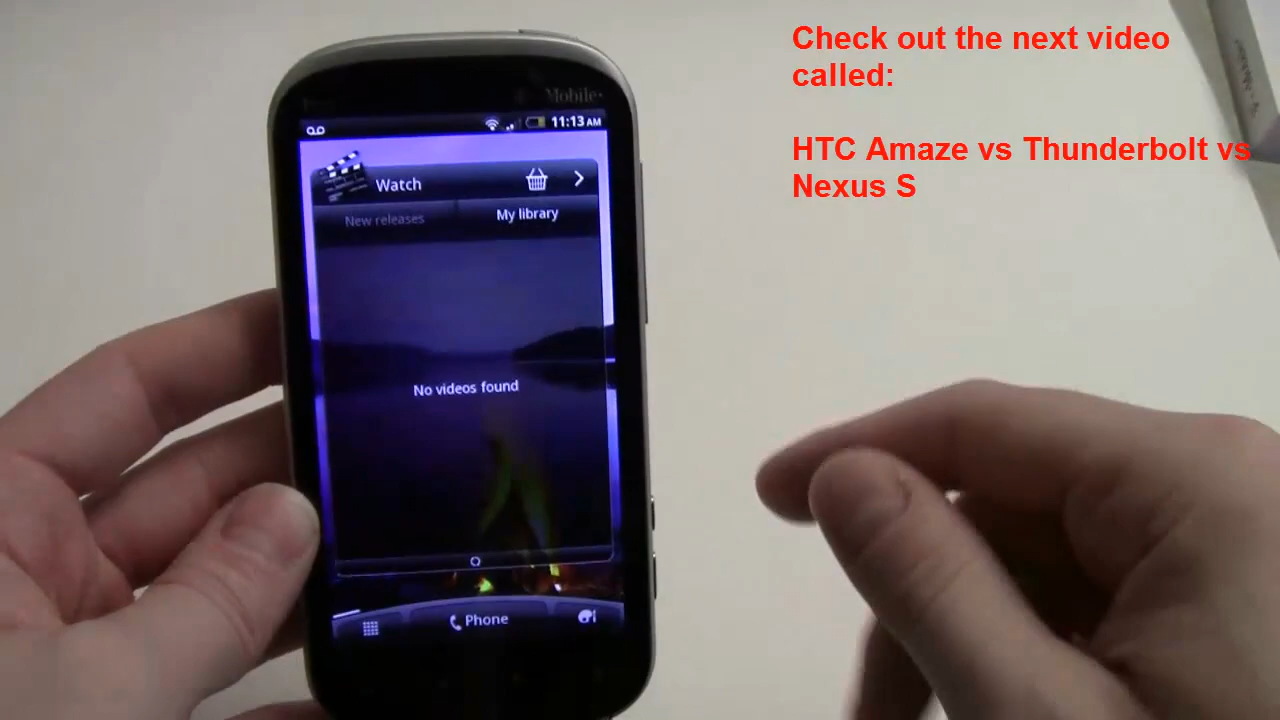 Check out the next video
called:
HTC Amaze vs Thunderbolt vs
Nexus S
Mobile
11:13 AM
Watch
New releases
My library
No videos found
Phone